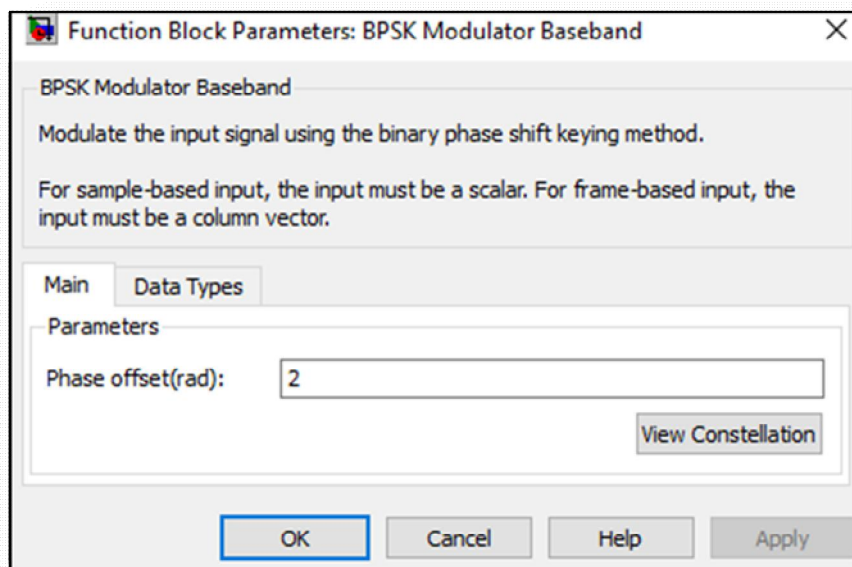 Function Block Parameters: BPSK Modulator Baseband
BPSK Modulator Baseband
Modulate the input signal using the binary phase shift keying method.
For sample-based input, the input must be a scalar. For frame-based input, the
input must be a column vector.
Main Data Types
Parameters
Phase offset(rad): 2
View Constellation
OK Cancel Help Apply